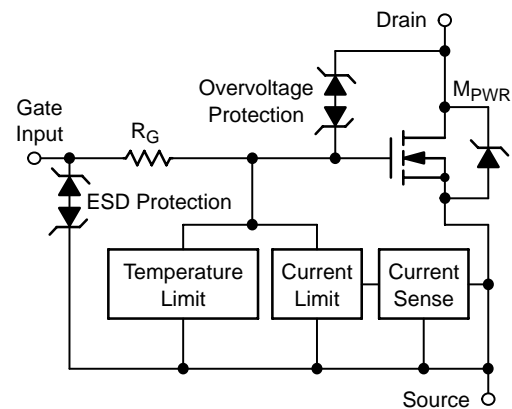 Drain
Overvoltage
Protection
MPWR
Gate
Input
RG
ESD Protection
Temperature
Limit
Current
Limit
Current
Sense
Source